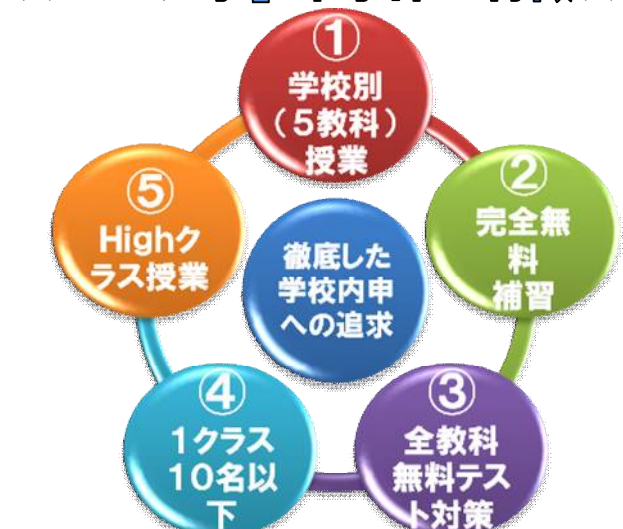 ①
学校別
（5教科）
授業
②
完全無
料
補習
③
全教科
無料テス
ト対策
④
1クラス
10名以
下
⑤
Highク
ラス授業
徹底した
学校内申
への追求